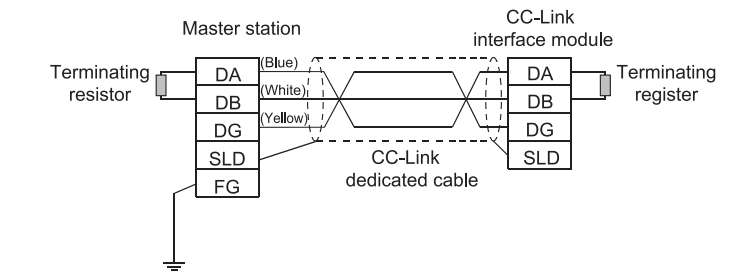 Master station
CC-Link
interface module
Terminating
resistor
DA
DB
DG
SLD
FG
(Blue)
(White)
(Yellow)
CC-Link
dedicated cable
DA
DB
DG
SLD
Terminating
register